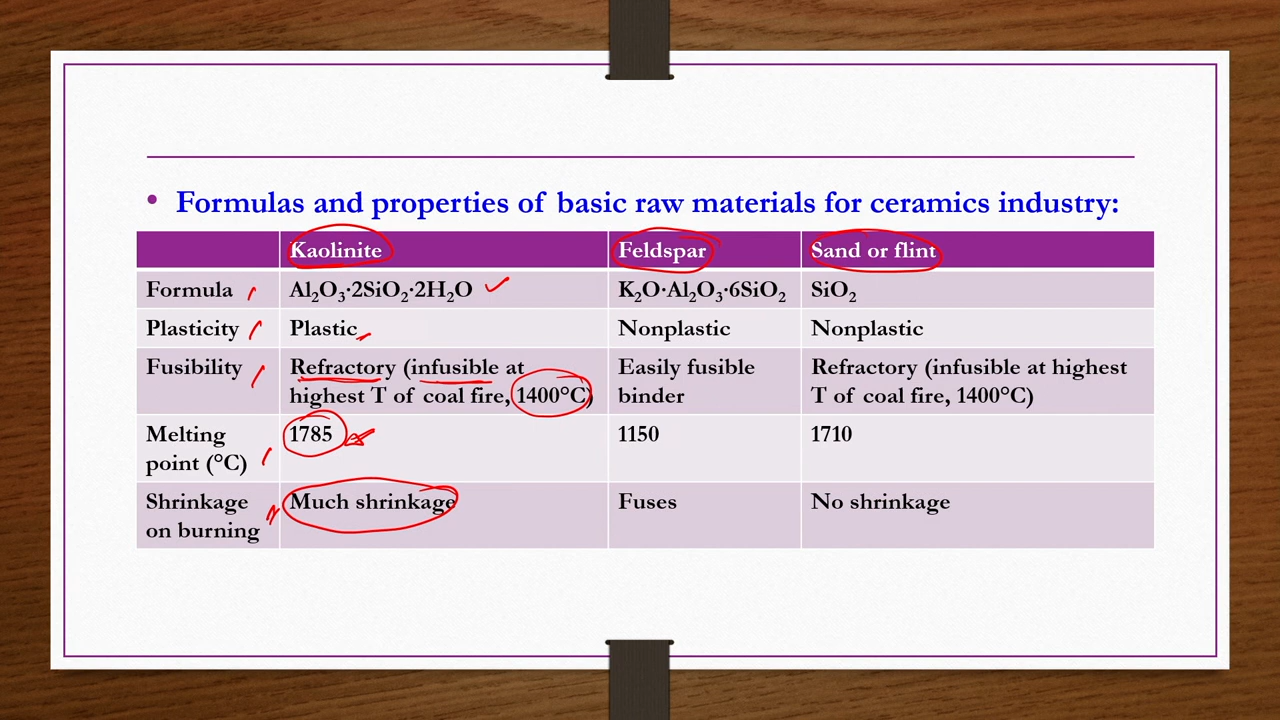 • Formulas and properties of basic raw materials for ceramics industry:
Kaolinite Feldspar Sand or flint
Formula Al₂O₃·2SiO₂·2H₂O K₂O·Al₂O₃·6SiO₂ SiO₂
Plasticity Plastic Nonplastic Nonplastic
Fusibility Refractory (infusible at Easily fusible Refractory (infusible at highest
highest T of coal fire, 1400°C) binder T of coal fire, 1400°C)
Melting 1785 1150 1710
point (°C)
Shrinkage Much shrinkage Fuses No shrinkage
on burning